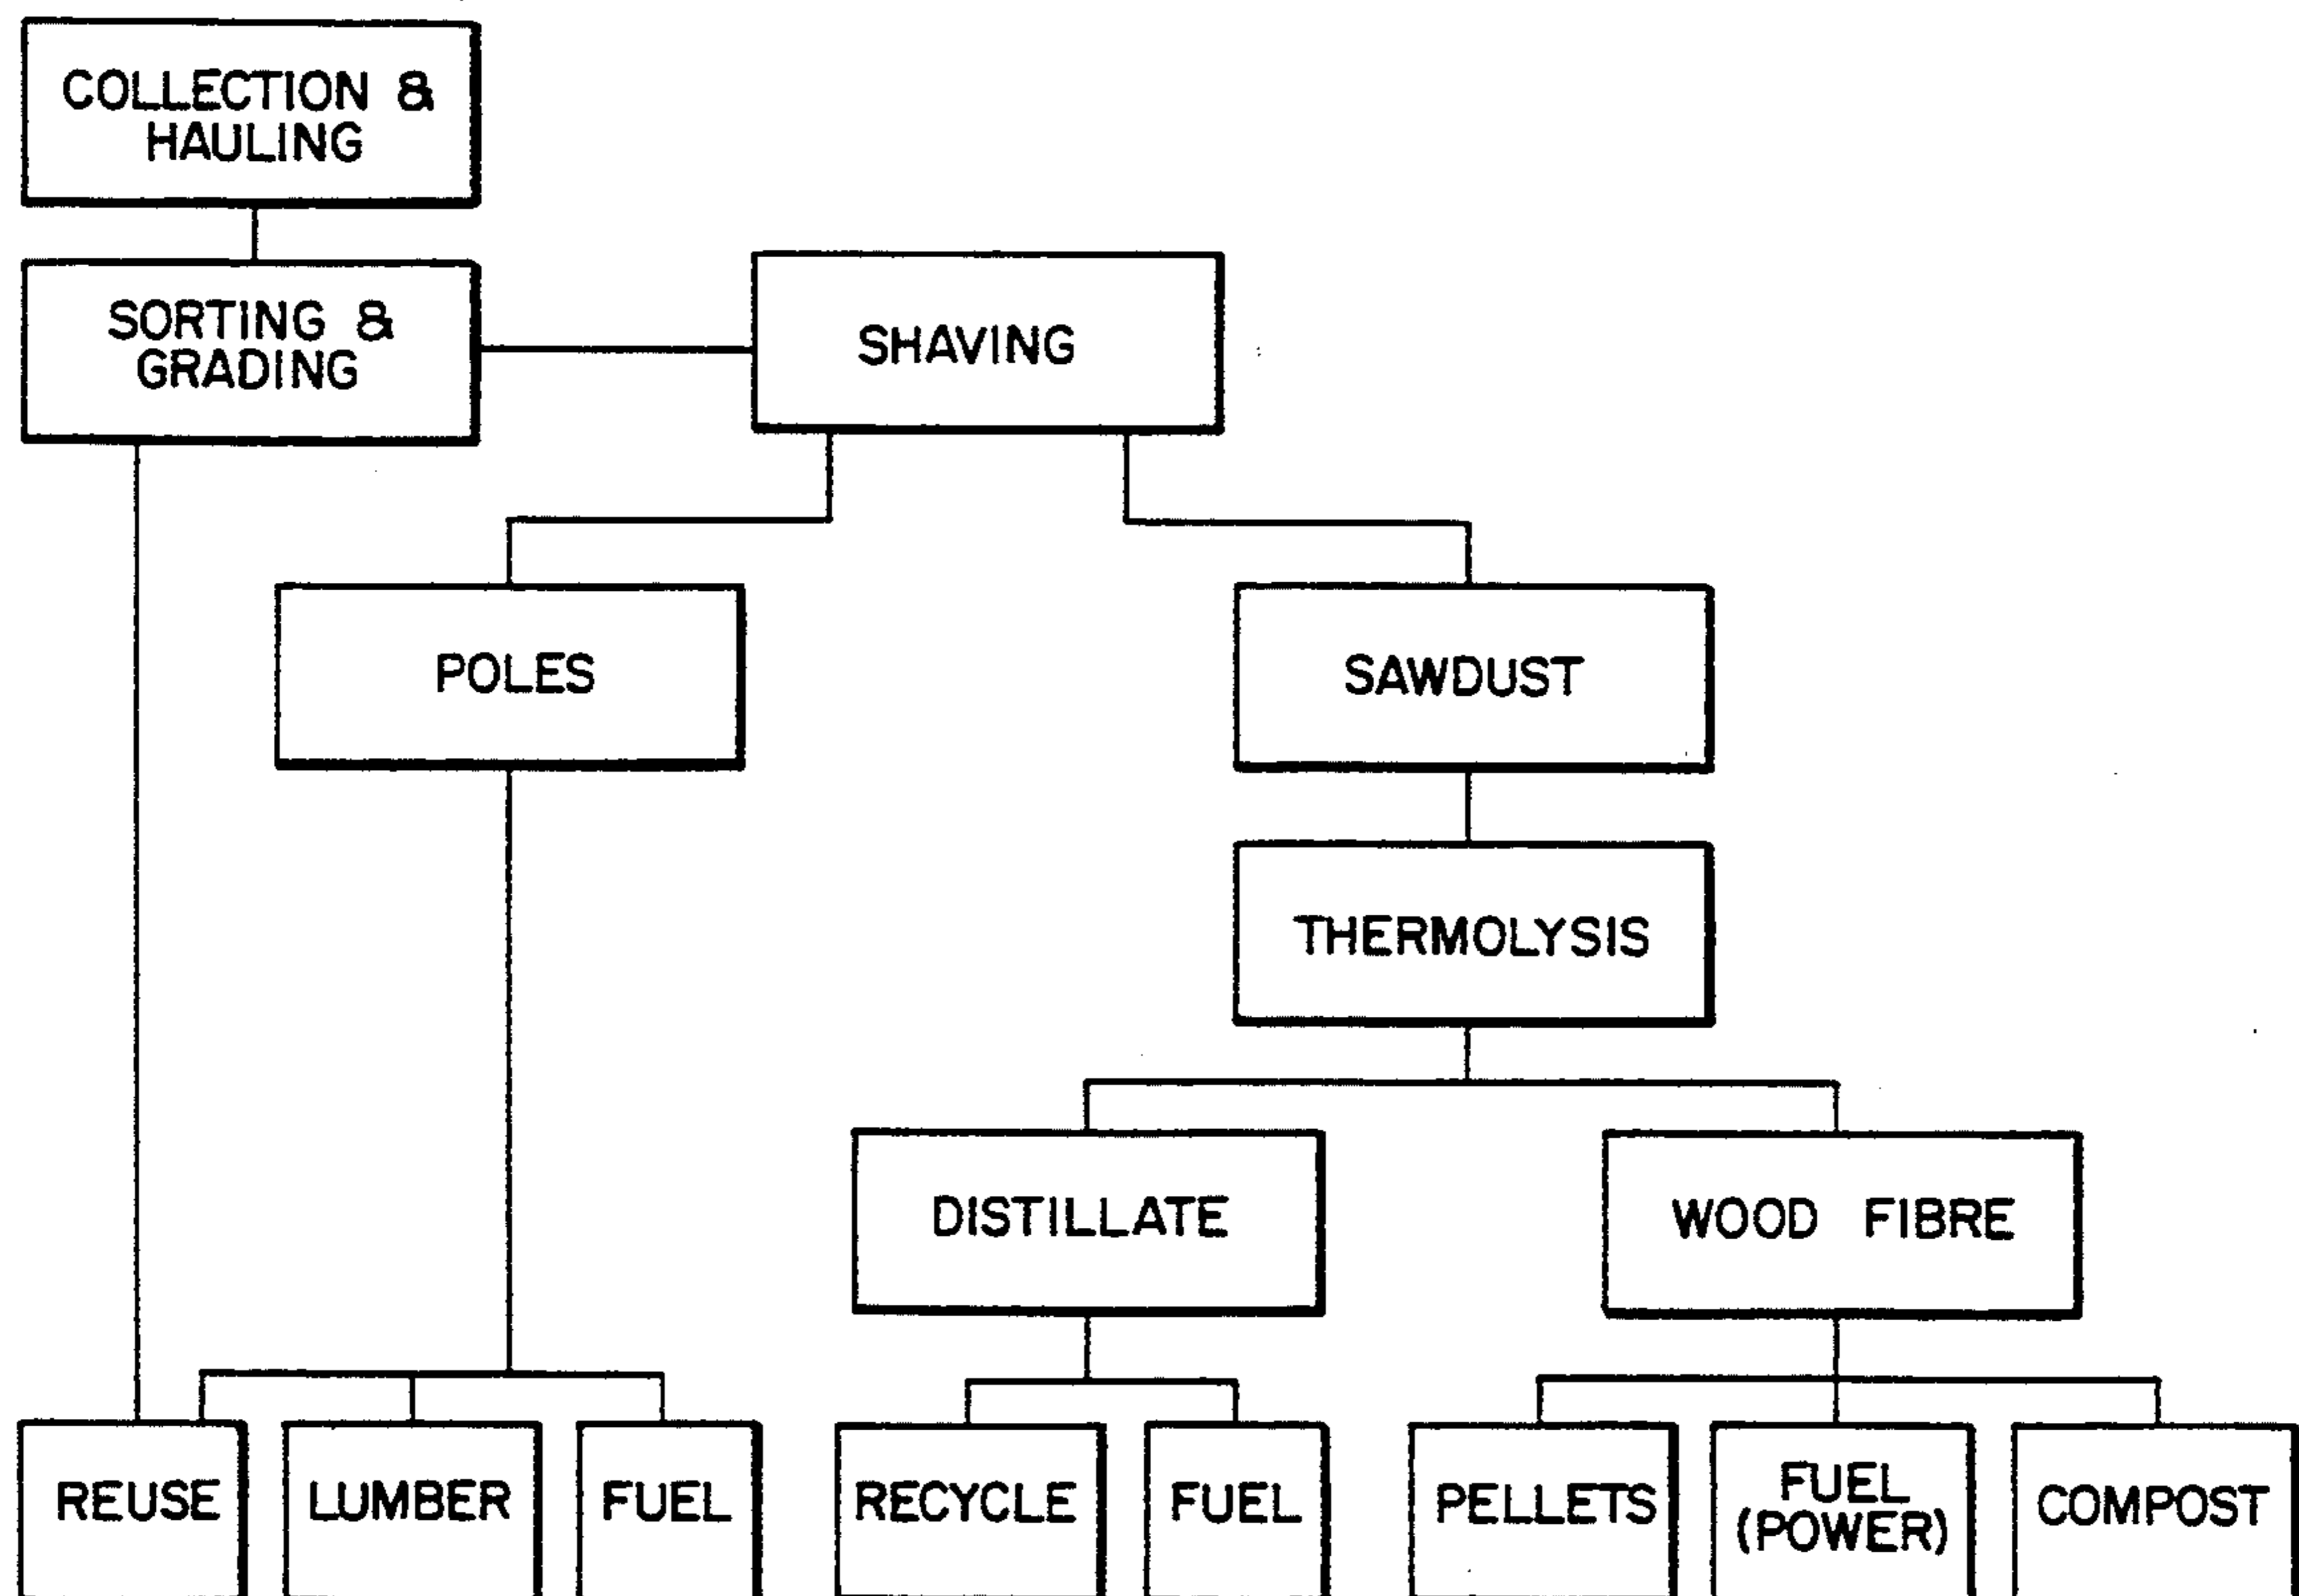 COLLECTION &
HAULING
SORTING &
GRADING
SHAVING
POLES
SAWDUST
THERMOLYSIS
DISTILLATE
WOOD FIBRE
REUSE
LUMBER
FUEL
RECYCLE
FUEL
PELLETS
FUEL
(POWER)
COMPOST